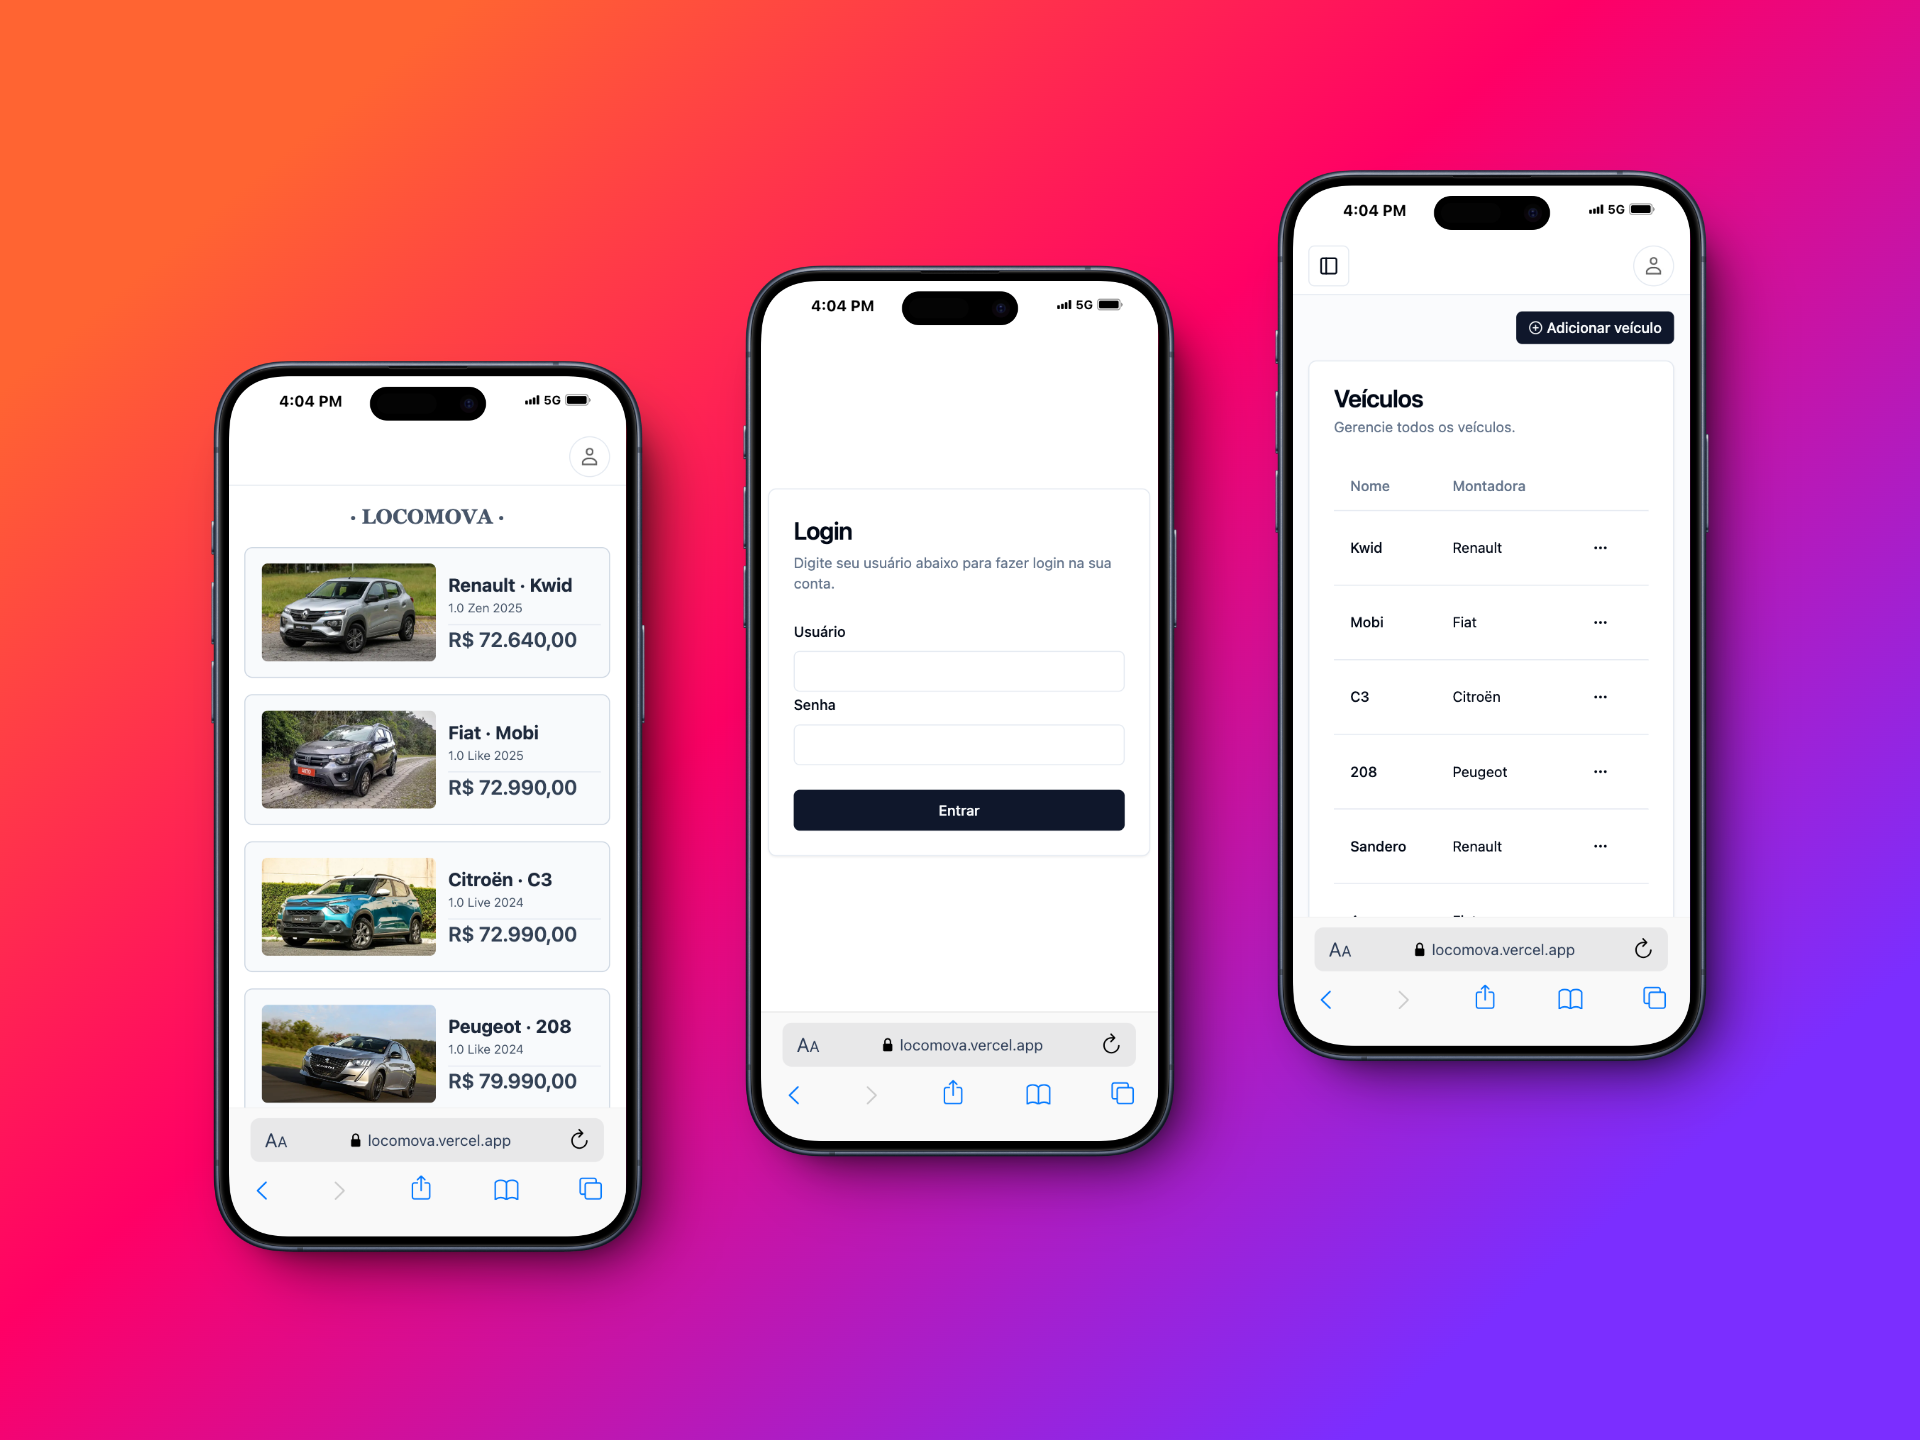 4:04 PM
5G
· LOCOMOVA ·
Renault · Kwid
1.0 Zen 2025
R$ 72.640,00
Fiat · Mobi
1.0 Like 2025
R$ 72.990,00
Citroën · C3
1.0 Live 2024
R$ 72.990,00
Peugeot · 208
1.0 Like 2024
R$ 79.990,00
AA
locomova.vercel.app
4:04 PM
5G
Login
Digite seu usuário abaixo para fazer login na sua
conta.
Usuário
Senha
Entrar
AA
locomova.vercel.app
4:04 PM
5G
Adicionar veículo
Veículos
Gerencie todos os veículos.
Nome Montadora
Kwid Renault ···
Mobi Fiat ···
C3 Citroën ···
208 Peugeot ···
Sandero Renault ···
AA
locomova.vercel.app